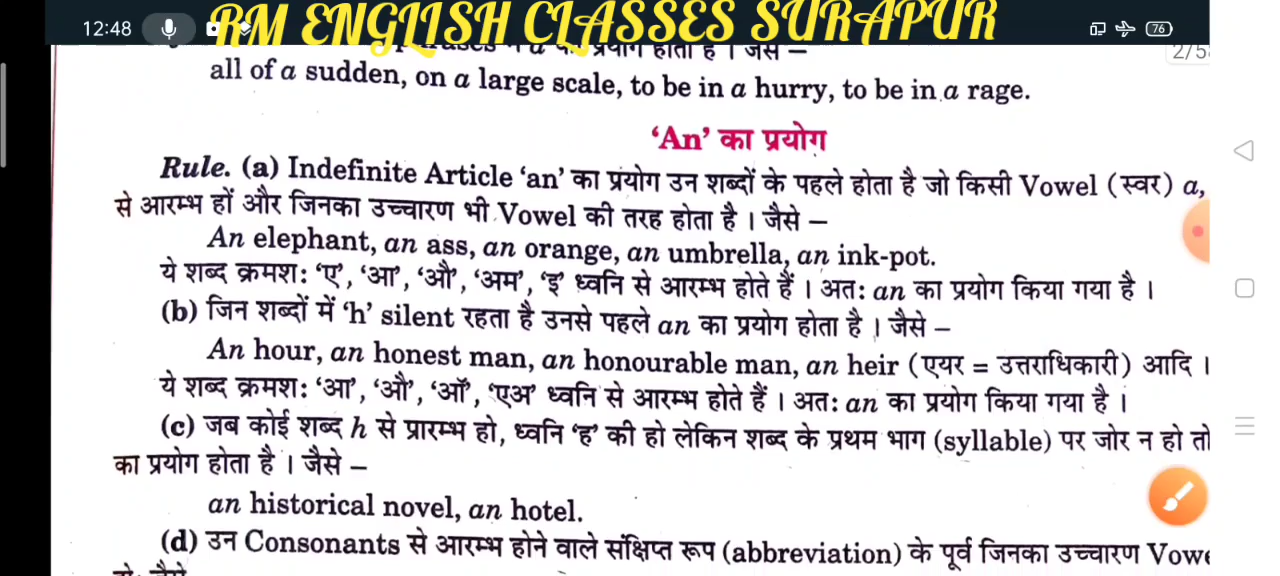 12:48
RM ENGLISH CLASSES SURAPUR
76
2/5
का प्रयोग होता है । जैसे –
all of a sudden, on a large scale, to be in a hurry, to be in a rage.
‘An’ का प्रयोग
Rule. (a) Indefinite Article ‘an’ का प्रयोग उन शब्दों के पहले होता है जो किसी Vowel (स्वर) a,
से आरम्भ हों और जिनका उच्चारण भी Vowel की तरह होता है । जैसे –
An elephant, an ass, an orange, an umbrella, an ink-pot.
ये शब्द क्रमश: ‘ए’, ‘आ’, ‘औ’, ‘अम’, ‘इ’ ध्वनि से आरम्भ होते हैं । अत: an का प्रयोग किया गया है ।
(b) जिन शब्दों में ‘h’ silent रहता है उनसे पहले an का प्रयोग होता है । जैसे –
An hour, an honest man, an honourable man, an heir (एयर = उत्तराधिकारी) आदि ।
ये शब्द क्रमश: ‘आ’, ‘औ’, ‘ऑ’, ‘एअ’ ध्वनि से आरम्भ होते हैं । अत: an का प्रयोग किया गया है ।
(c) जब कोई शब्द h से प्रारम्भ हो, ध्वनि ‘ह’ की हो लेकिन शब्द के प्रथम भाग (syllable) पर जोर न हो तो
का प्रयोग होता है । जैसे –
an historical novel, an hotel.
(d) उन Consonants से आरम्भ होने वाले संक्षिप्त रूप (abbreviation) के पूर्व जिनका उच्चारण Vowe